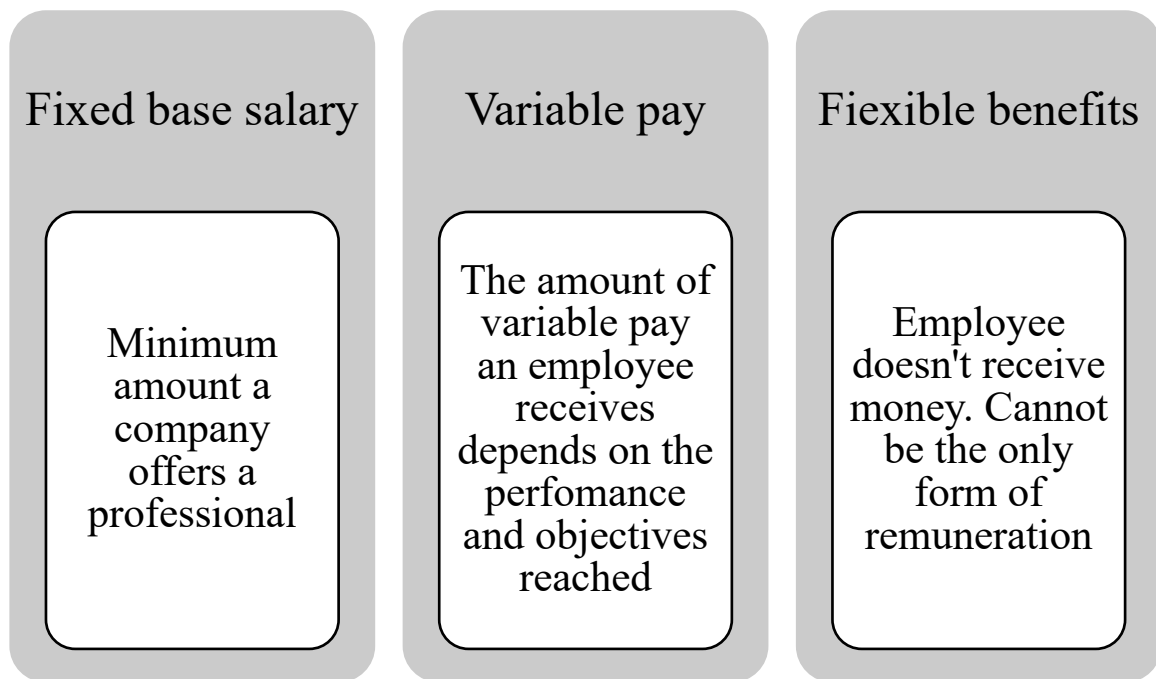 Fixed base salary
Minimum
amount a
company
offers a
professional
Variable pay
The amount of
variable pay
an employee
receives
depends on the
perfomance
and objectives
reached
Fiexible benefits
Employee
doesn't receive
money. Cannot
be the only
form of
remuneration